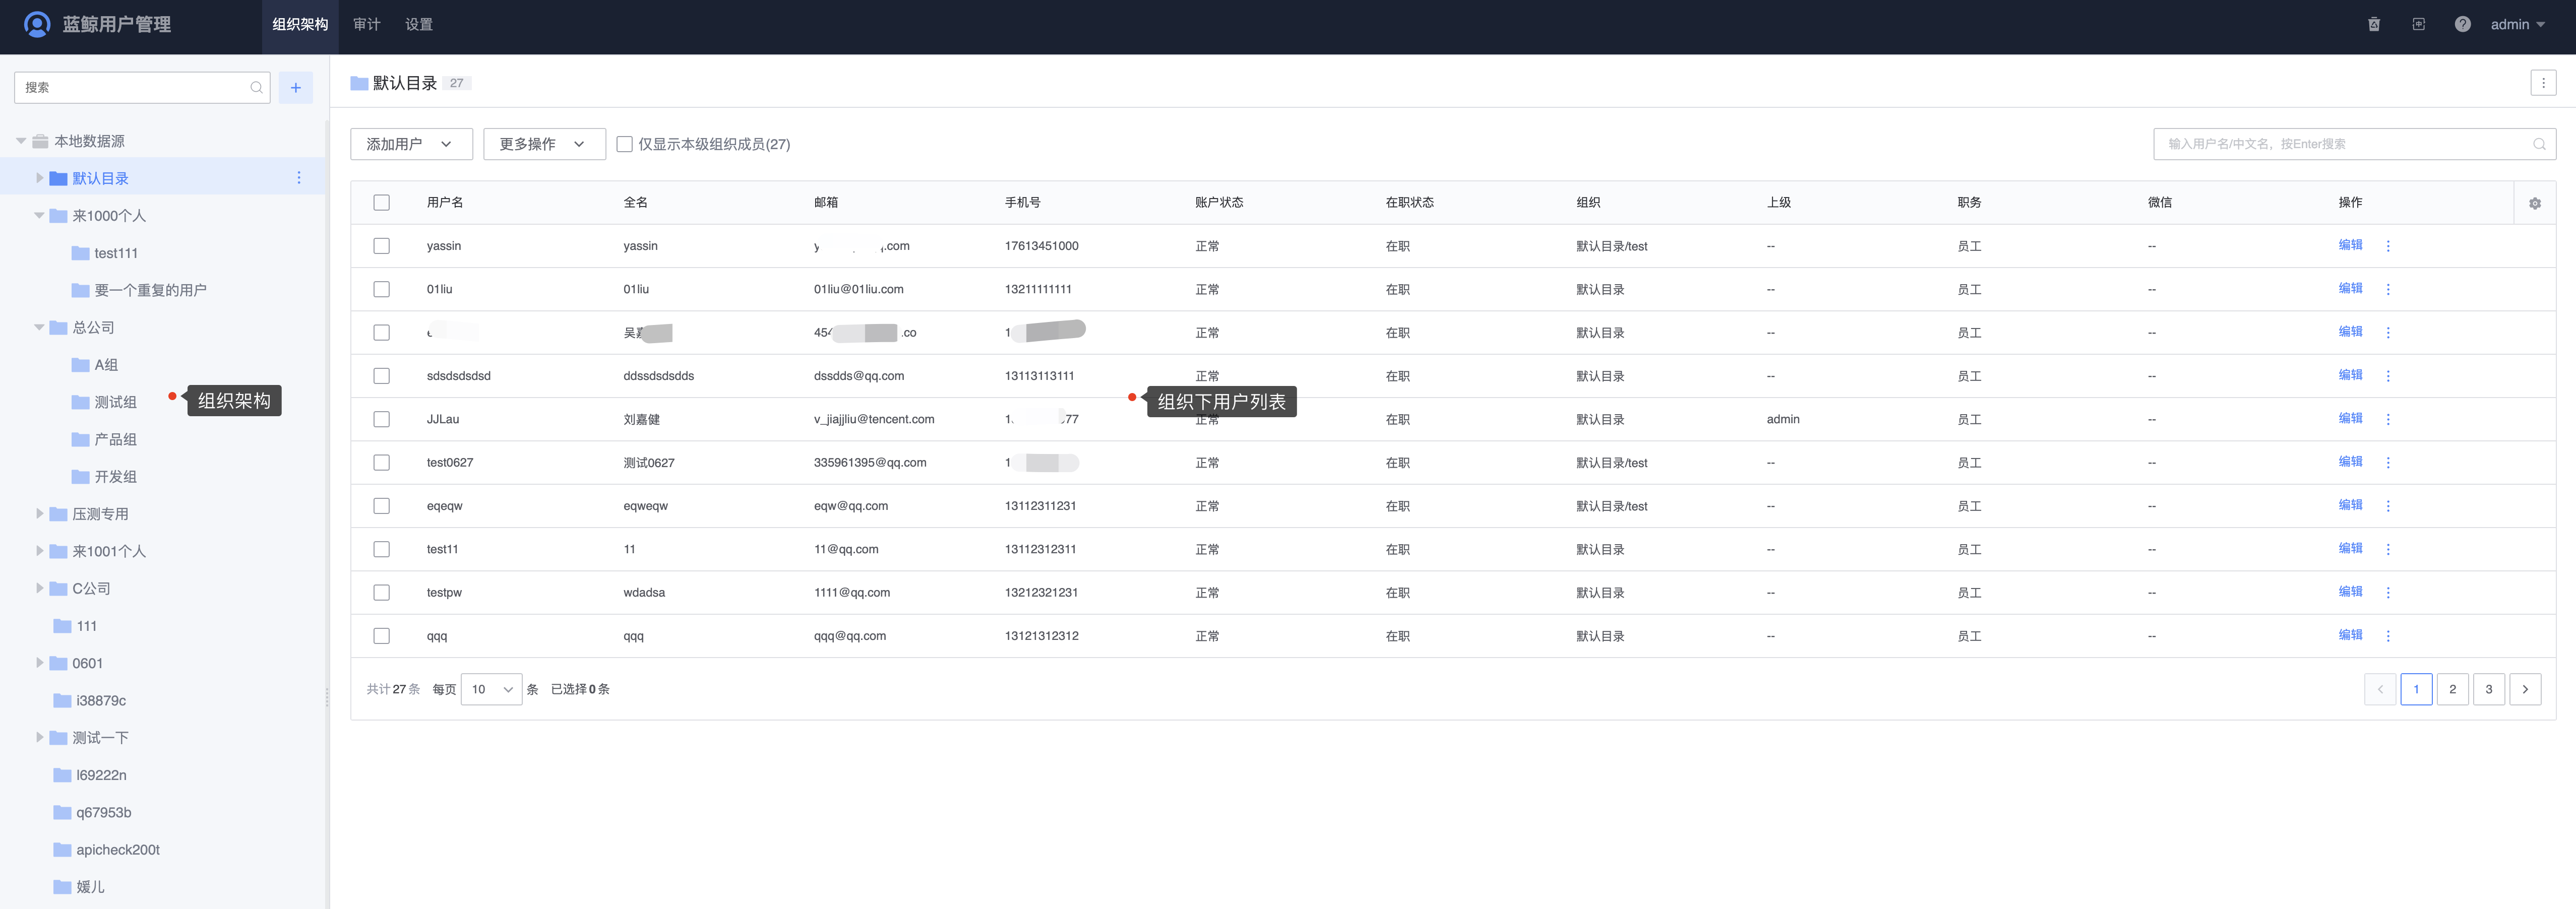 蓝鲸用户管理 组织架构 审计 设置 admin
搜索 +
本地数据源
默认目录
来1000个人
test111
要一个重复的用户
总公司
A组
测试组
产品组
开发组
压测专用
来1001个人
C公司
111
0601
i38879c
测试一下
l69222n
q67953b
apicheck200t
媛儿
组织架构
默认目录 27
添加用户 更多操作 仅显示本级组织成员(27) 输入用户名/中文名，按Enter搜索
用户名 全名 邮箱 手机号 账户状态 在职状态 组织 上级 职务 微信 操作
yassin yassin .com 17613451000 正常 在职 默认目录/test -- 员工 -- 编辑
01liu 01liu 01liu@01liu.com 13211111111 正常 在职 默认目录 -- 员工 -- 编辑
吴 454 .co 1 正常 在职 默认目录 -- 员工 -- 编辑
sdsdsdsdsd ddssdsdsdds dssdds@qq.com 13113113111 正常 在职 默认目录 -- 员工 -- 编辑
组织下用户列表
JJLau 刘嘉健 v_jiajjliu@tencent.com 1 77 正常 在职 默认目录 admin 员工 -- 编辑
test0627 测试0627 335961395@qq.com 1 正常 在职 默认目录/test -- 员工 -- 编辑
eqeqw eqweqw eqw@qq.com 13112311231 正常 在职 默认目录/test -- 员工 -- 编辑
test11 11 11@qq.com 13112312311 正常 在职 默认目录 -- 员工 -- 编辑
testpw wdadsa 1111@qq.com 13212321231 正常 在职 默认目录 -- 员工 -- 编辑
qqq qqq qqq@qq.com 13121312312 正常 在职 默认目录 -- 员工 -- 编辑
共计27条 每页 10 条 已选择0条 1 2 3